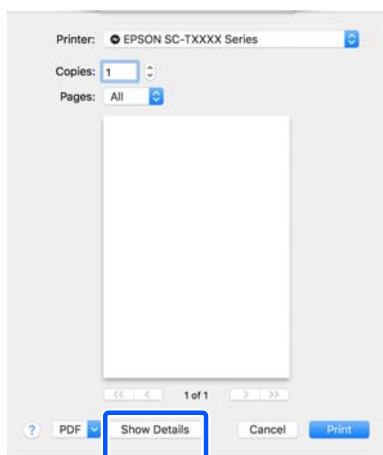 Printer: EPSON SC-TXXXX Series
Copies: 1
Pages: All
<< < 1 of 1 > >>
? PDF Show Details Cancel Print